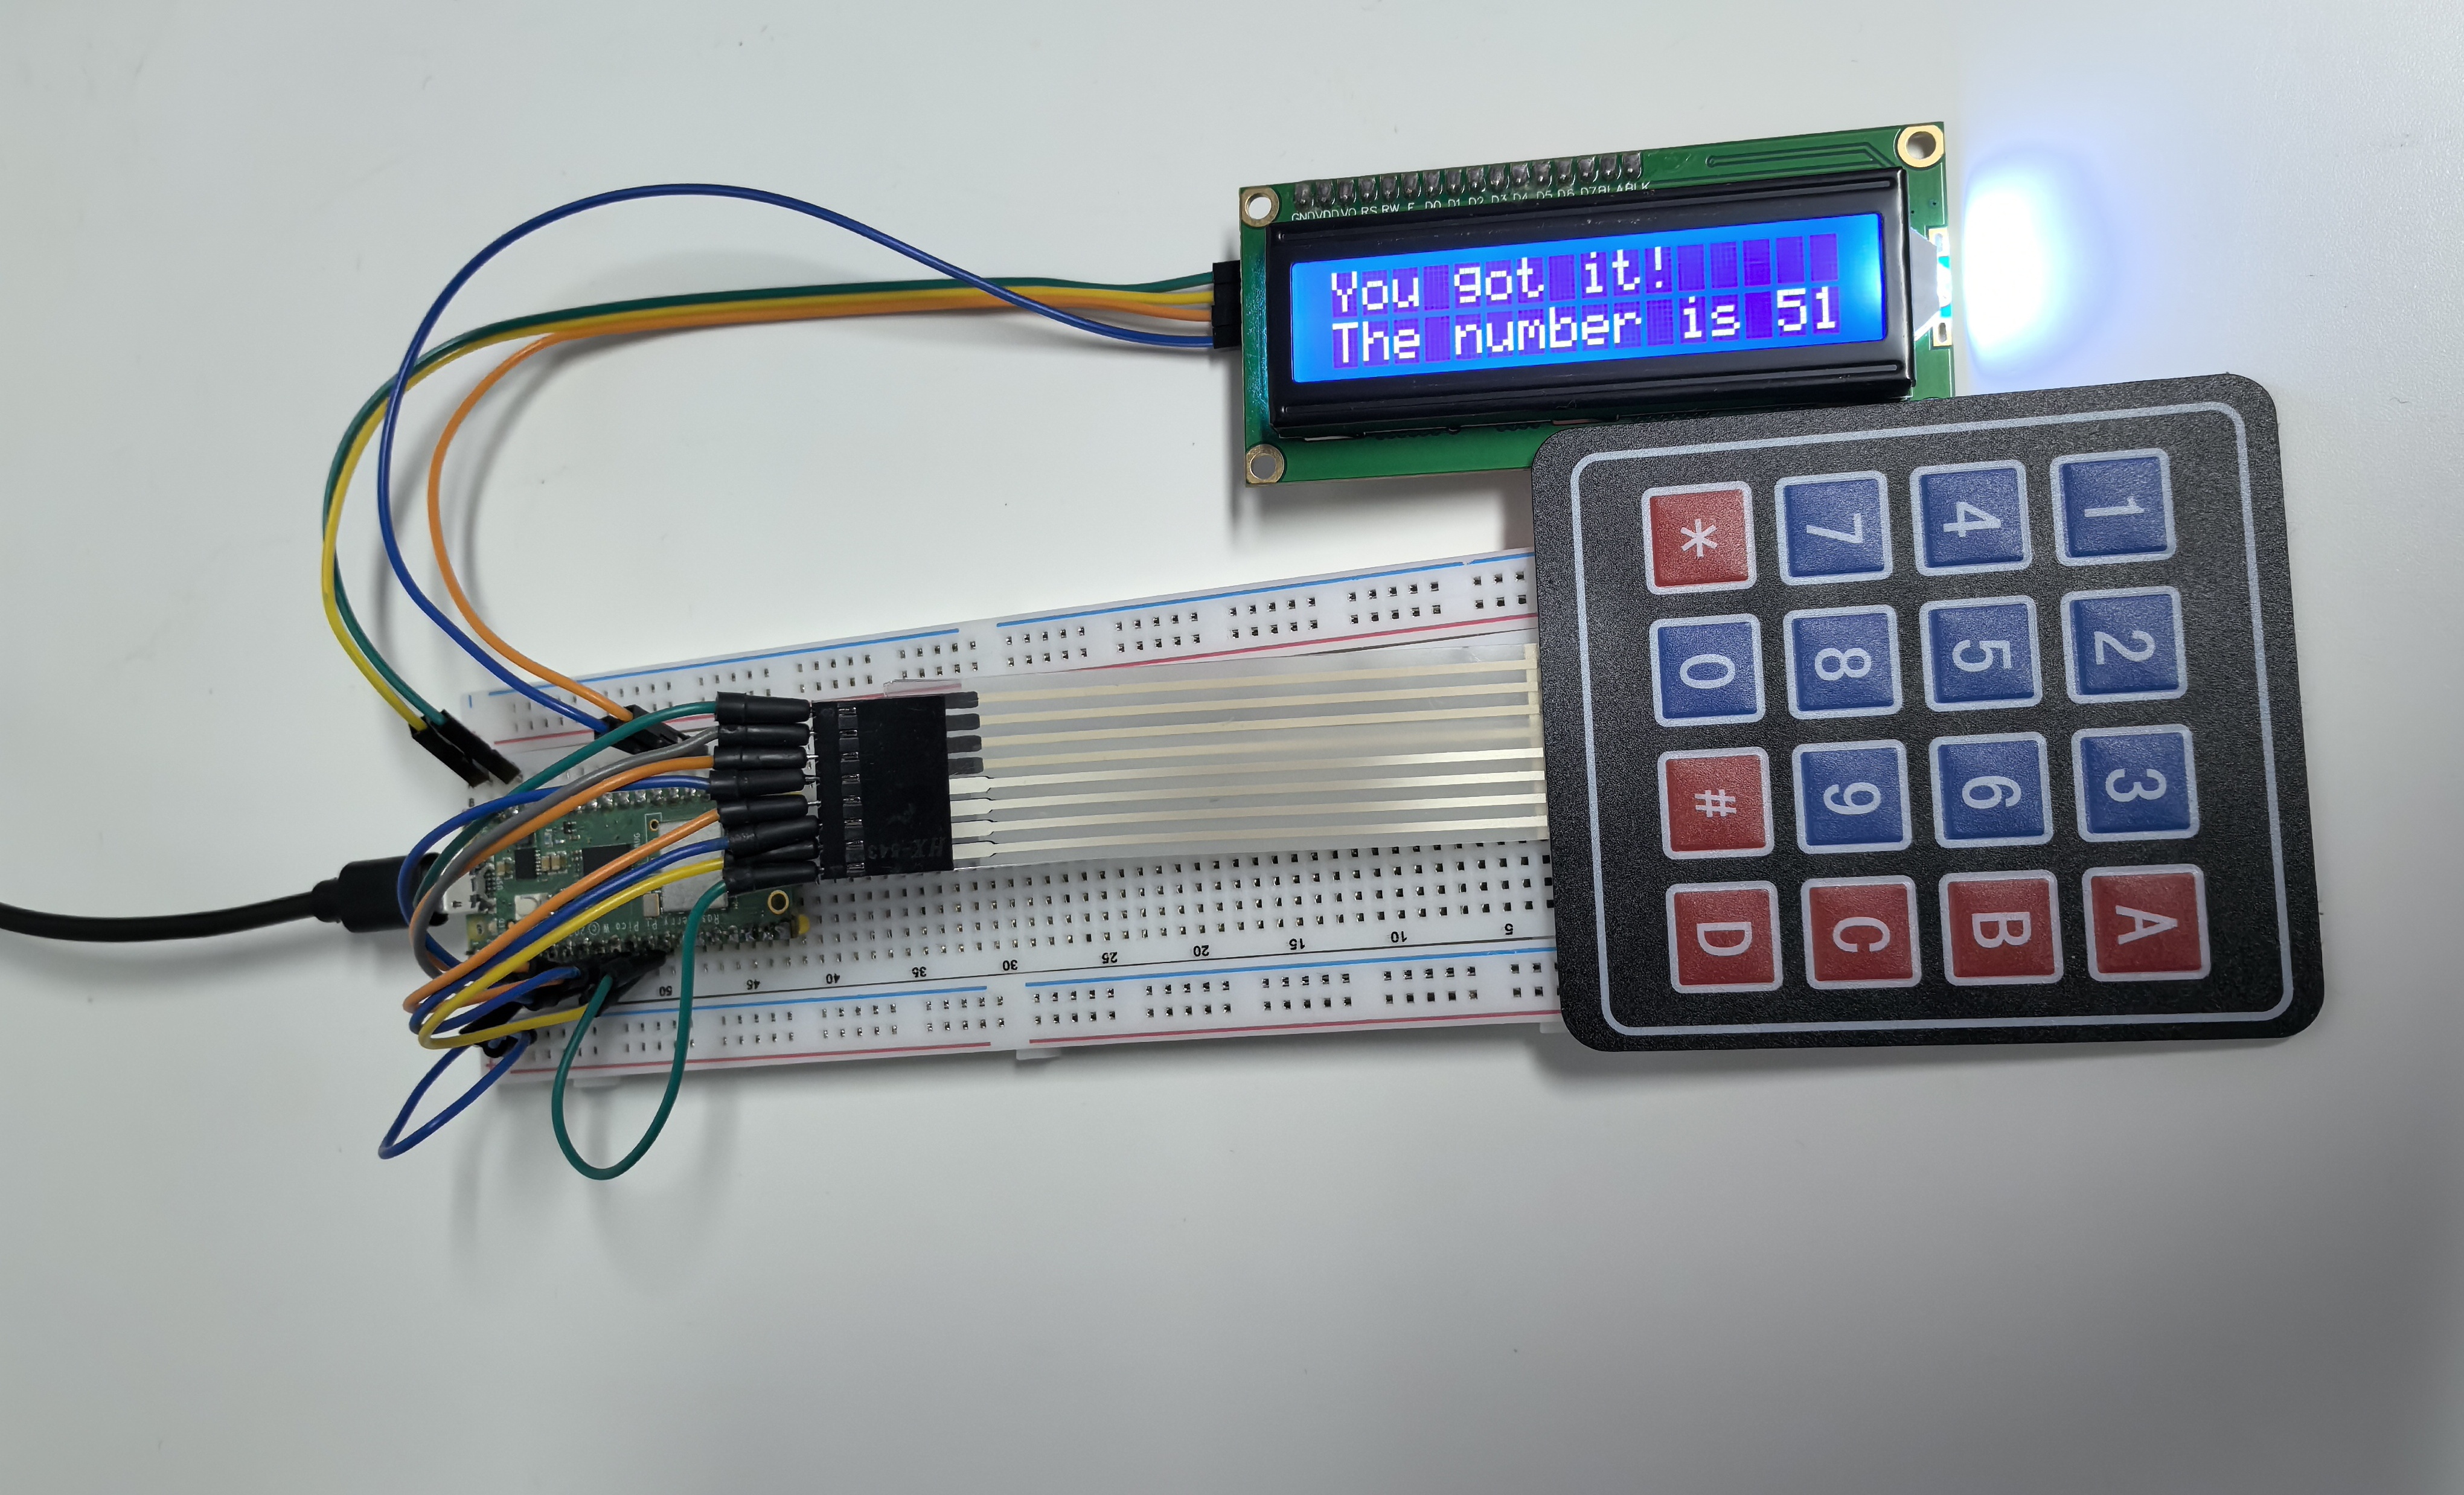 GND VDD VO RS RW E D0 D1 D2 D3 D4 D5 D6 D7 BLA BLK
You got it!
The number is 51
1 2 3 A
4 5 6 B
7 8 9 C
* 0 # D
HX-543
Pi Pico W
50 45 40 35 30 25 20 15 10 5